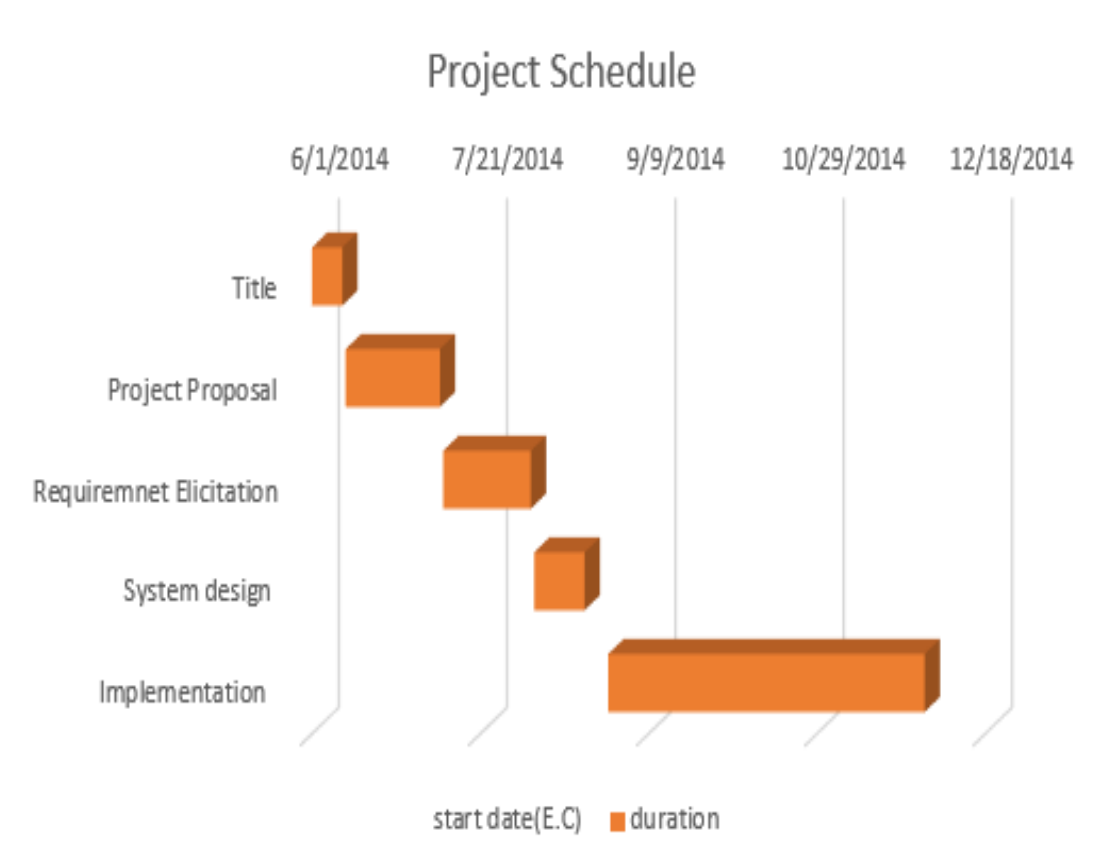 Project Schedule
6/1/2014 7/21/2014 9/9/2014 10/29/2014 12/18/2014
Title
Project Proposal
Requiremnet Elicitation
System design
Implementation
start date(E.C) duration